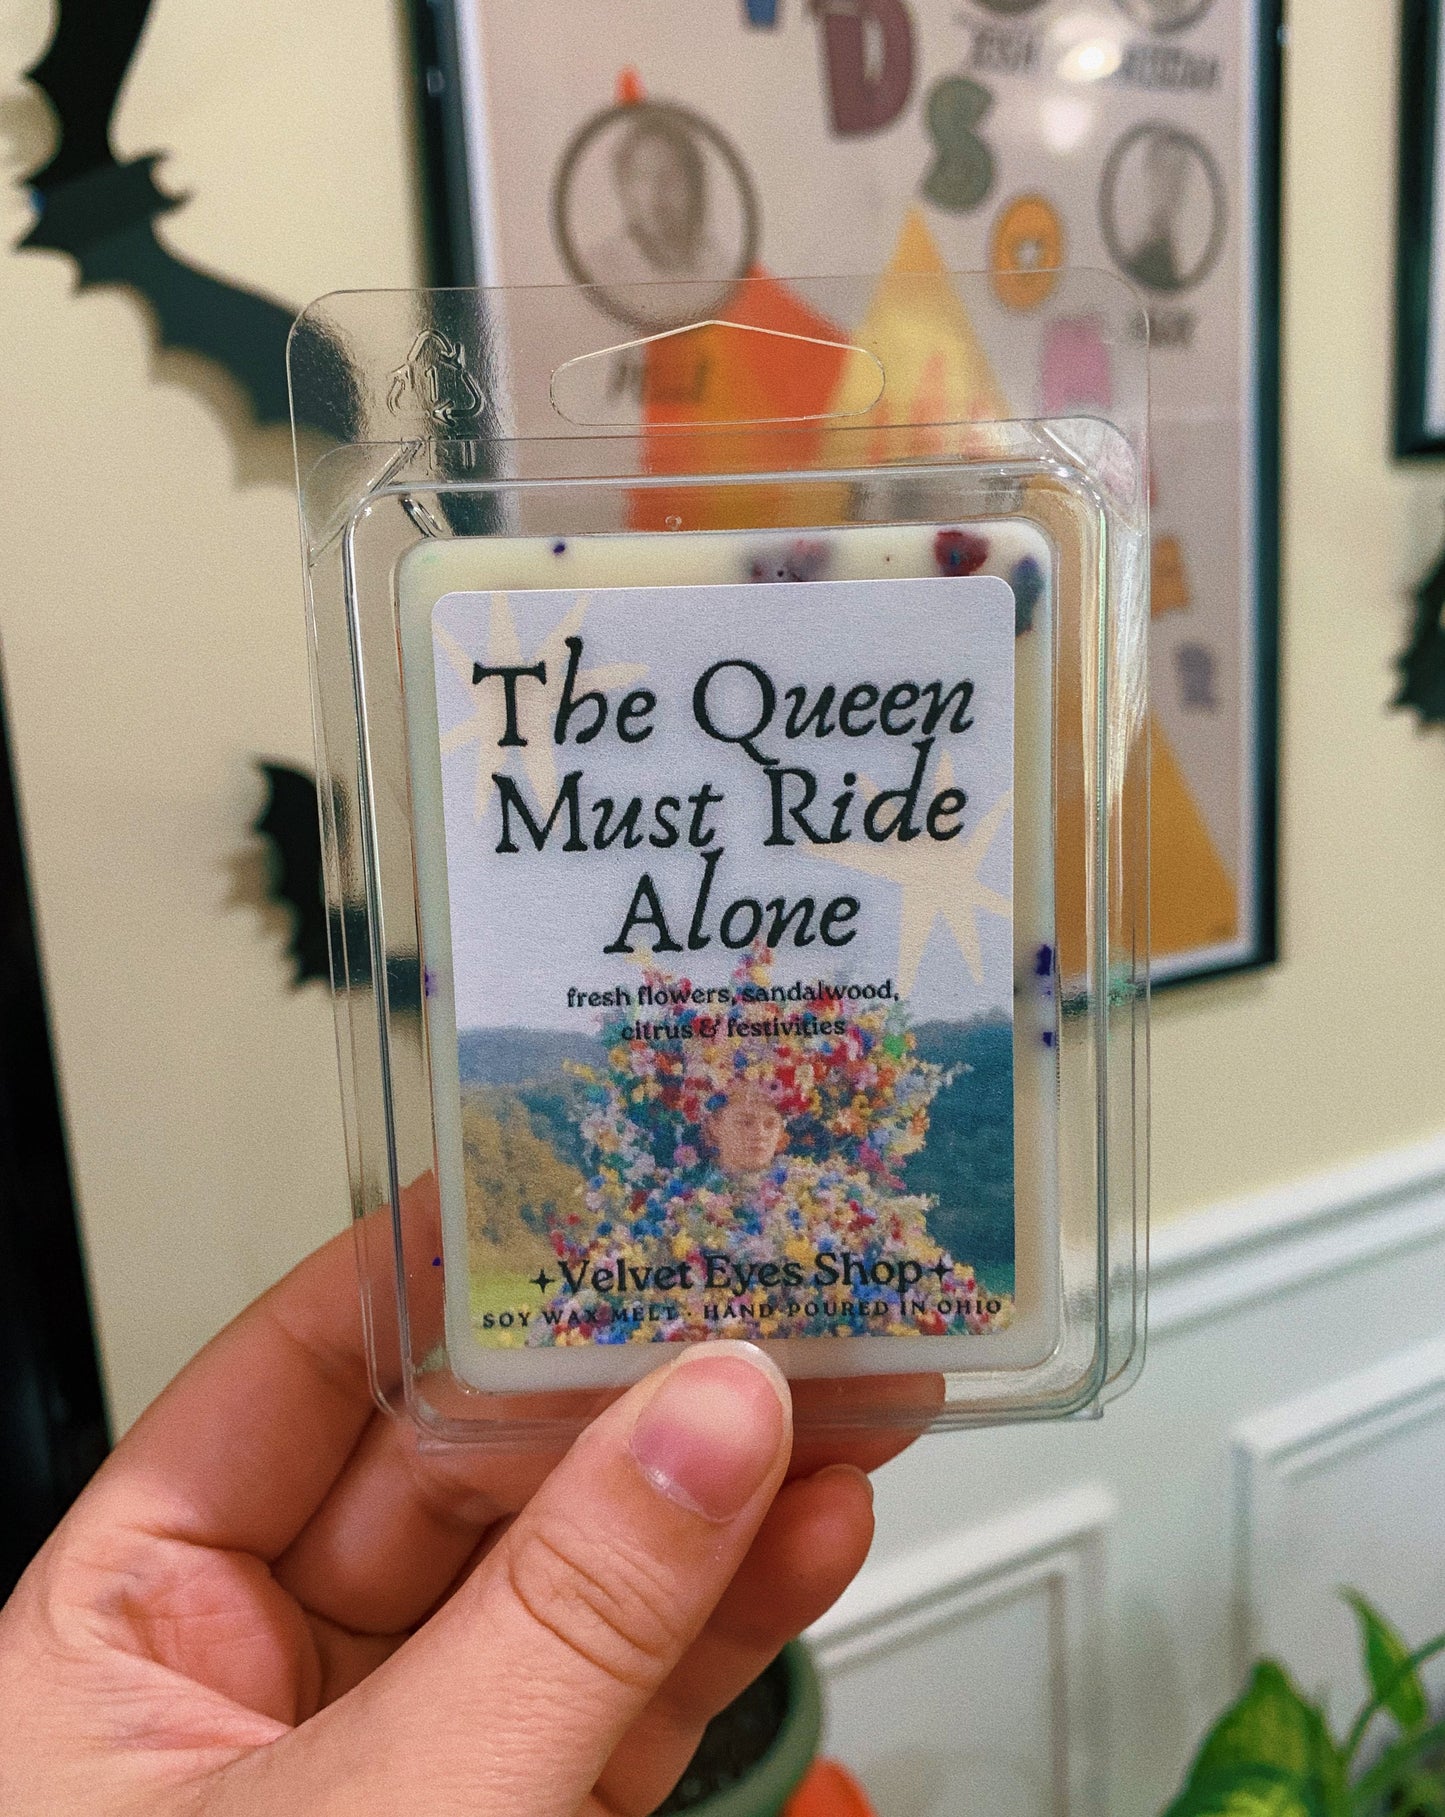 The Queen
Must Ride
Alone
fresh flowers, sandalwood,
citrus & festivities
Velvet Eyes Shop
SOY WAX MELT · HAND-POURED IN OHIO
1